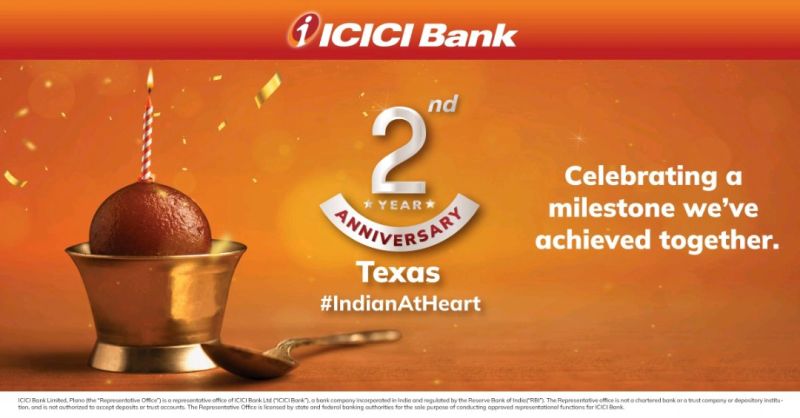 i ICICI Bank
2nd
★ YEAR ★
ANNIVERSARY
Texas
#IndianAtHeart
Celebrating a
milestone we've
achieved together.
ICICI Bank Limited, Plano (the "Representative Office") is a representative office of ICICI Bank Ltd ("ICICI Bank"), a bank company incorporated in India and regulated by the Reserve Bank of India("RBI"). The Representative office is not a chartered bank or a trust company or depository institu-
tion, and is not authorized to accept deposits or trust accounts. The Representative Office is licensed by state and federal banking authorities for the sole purpose of conducting approved representational functions for ICICI Bank.